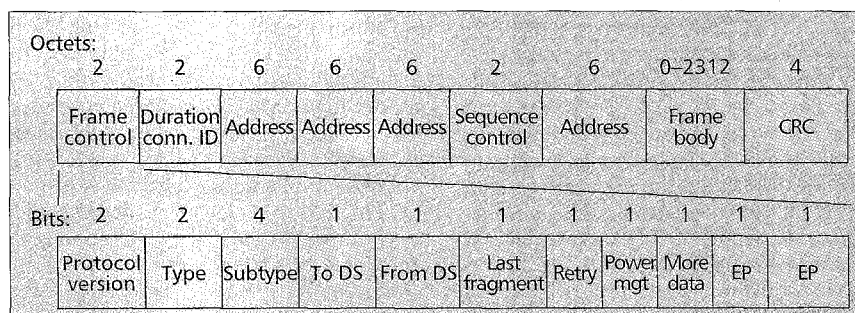 Octets:
2 2 6 6 6 2 6 0–2312 4
Frame control Duration conn. ID Address Address Address Sequence control Address Frame body CRC
Bits: 2 2 4 1 1 1 1 1 1 1 1
Protocol version Type Subtype To DS From DS Last fragment Retry Power mgt More data EP EP